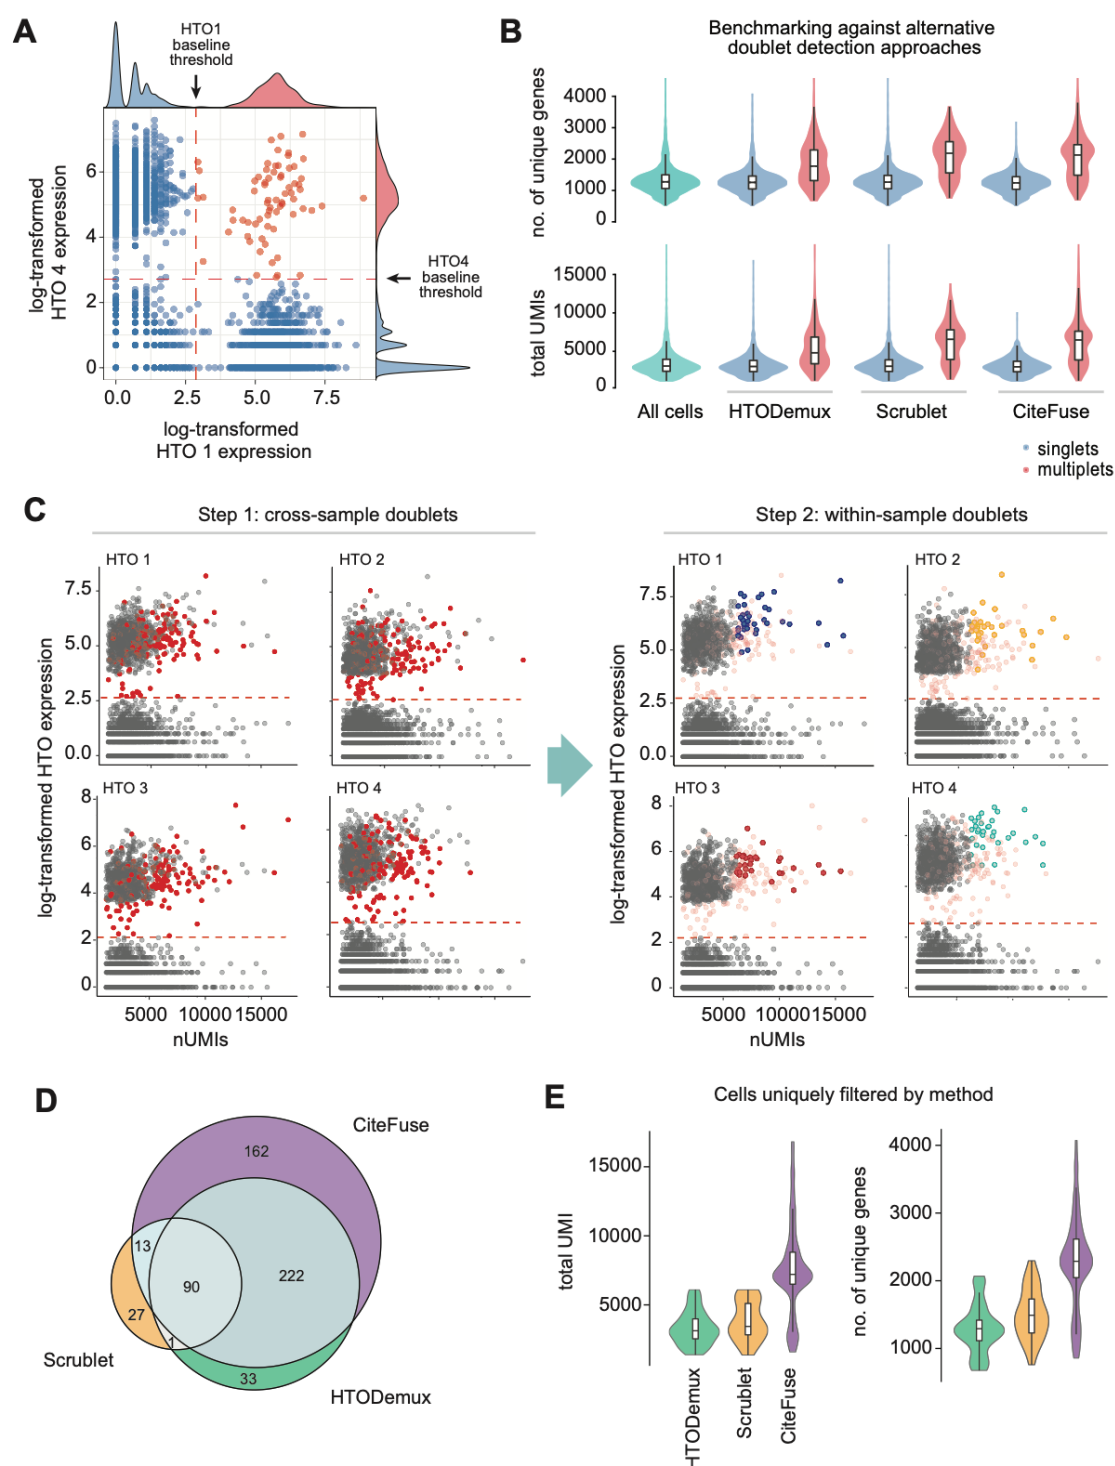 A
HTO1
baseline
threshold
log-transformed
HTO 4 expression
6
4
2
0
HTO4
baseline
threshold
0.0 2.5 5.0 7.5
log-transformed
HTO 1 expression
B
Benchmarking against alternative
doublet detection approaches
no. of unique genes
4000
3000
2000
1000
0
total UMIs
15000
10000
5000
0
All cells HTODemux Scrublet CiteFuse
singlets
multiplets
C
Step 1: cross-sample doublets
HTO 1 HTO 2
7.5
5.0
2.5
0.0
log-transformed HTO expression
HTO 3 HTO 4
8
6
4
2
0
5000 10000 15000
nUMIs
Step 2: within-sample doublets
HTO 1 HTO 2
7.5
5.0
2.5
0.0
log-transformed HTO expression
HTO 3 HTO 4
8
6
4
2
0
5000 10000 15000
nUMIs
D
CiteFuse
162
13
90
222
27
1
33
Scrublet
HTODemux
E
Cells uniquely filtered by method
total UMI
15000
10000
5000
HTODemux
Scrublet
CiteFuse
no. of unique genes
4000
3000
2000
1000